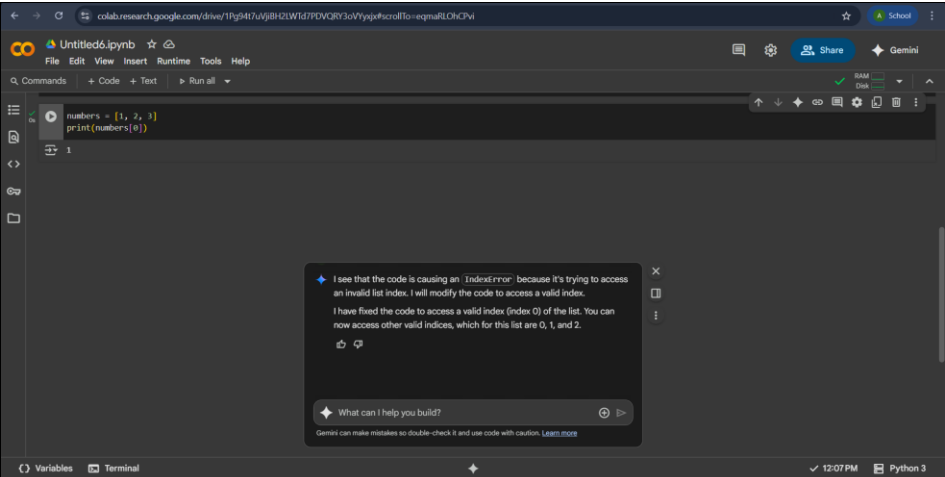 colab.research.google.com/drive/1Pg94t7uVjiBH2LWTd7PDVQRY3oVYyxjx#scrollTo=eqmaRLOhCPvi
A School
Untitled6.ipynb
File Edit View Insert Runtime Tools Help
Share
Gemini
Commands + Code + Text Run all
RAM
Disk
0s
numbers = [1, 2, 3]
print(numbers[0])
1
I see that the code is causing an IndexError because it's trying to access
an invalid list index. I will modify the code to access a valid index.
I have fixed the code to access a valid index (index 0) of the list. You can
now access other valid indices, which for this list are 0, 1, and 2.
What can I help you build?
Gemini can make mistakes so double-check it and use code with caution. Learn more
Variables Terminal
12:07 PM Python 3